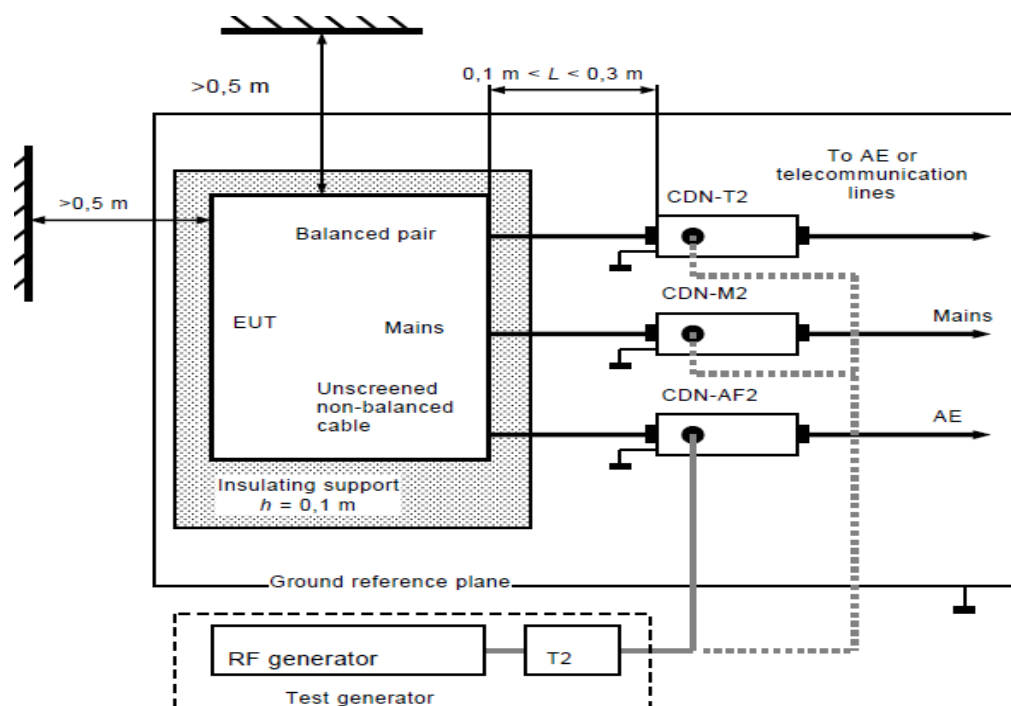 >0,5 m
0,1 m < L < 0,3 m
>0,5 m
To AE or
telecommunication
lines
CDN-T2
Balanced pair
CDN-M2
EUT
Mains
Mains
Unscreened
non-balanced
cable
CDN-AF2
AE
Insulating support
h = 0,1 m
Ground reference plane
RF generator
T2
Test generator